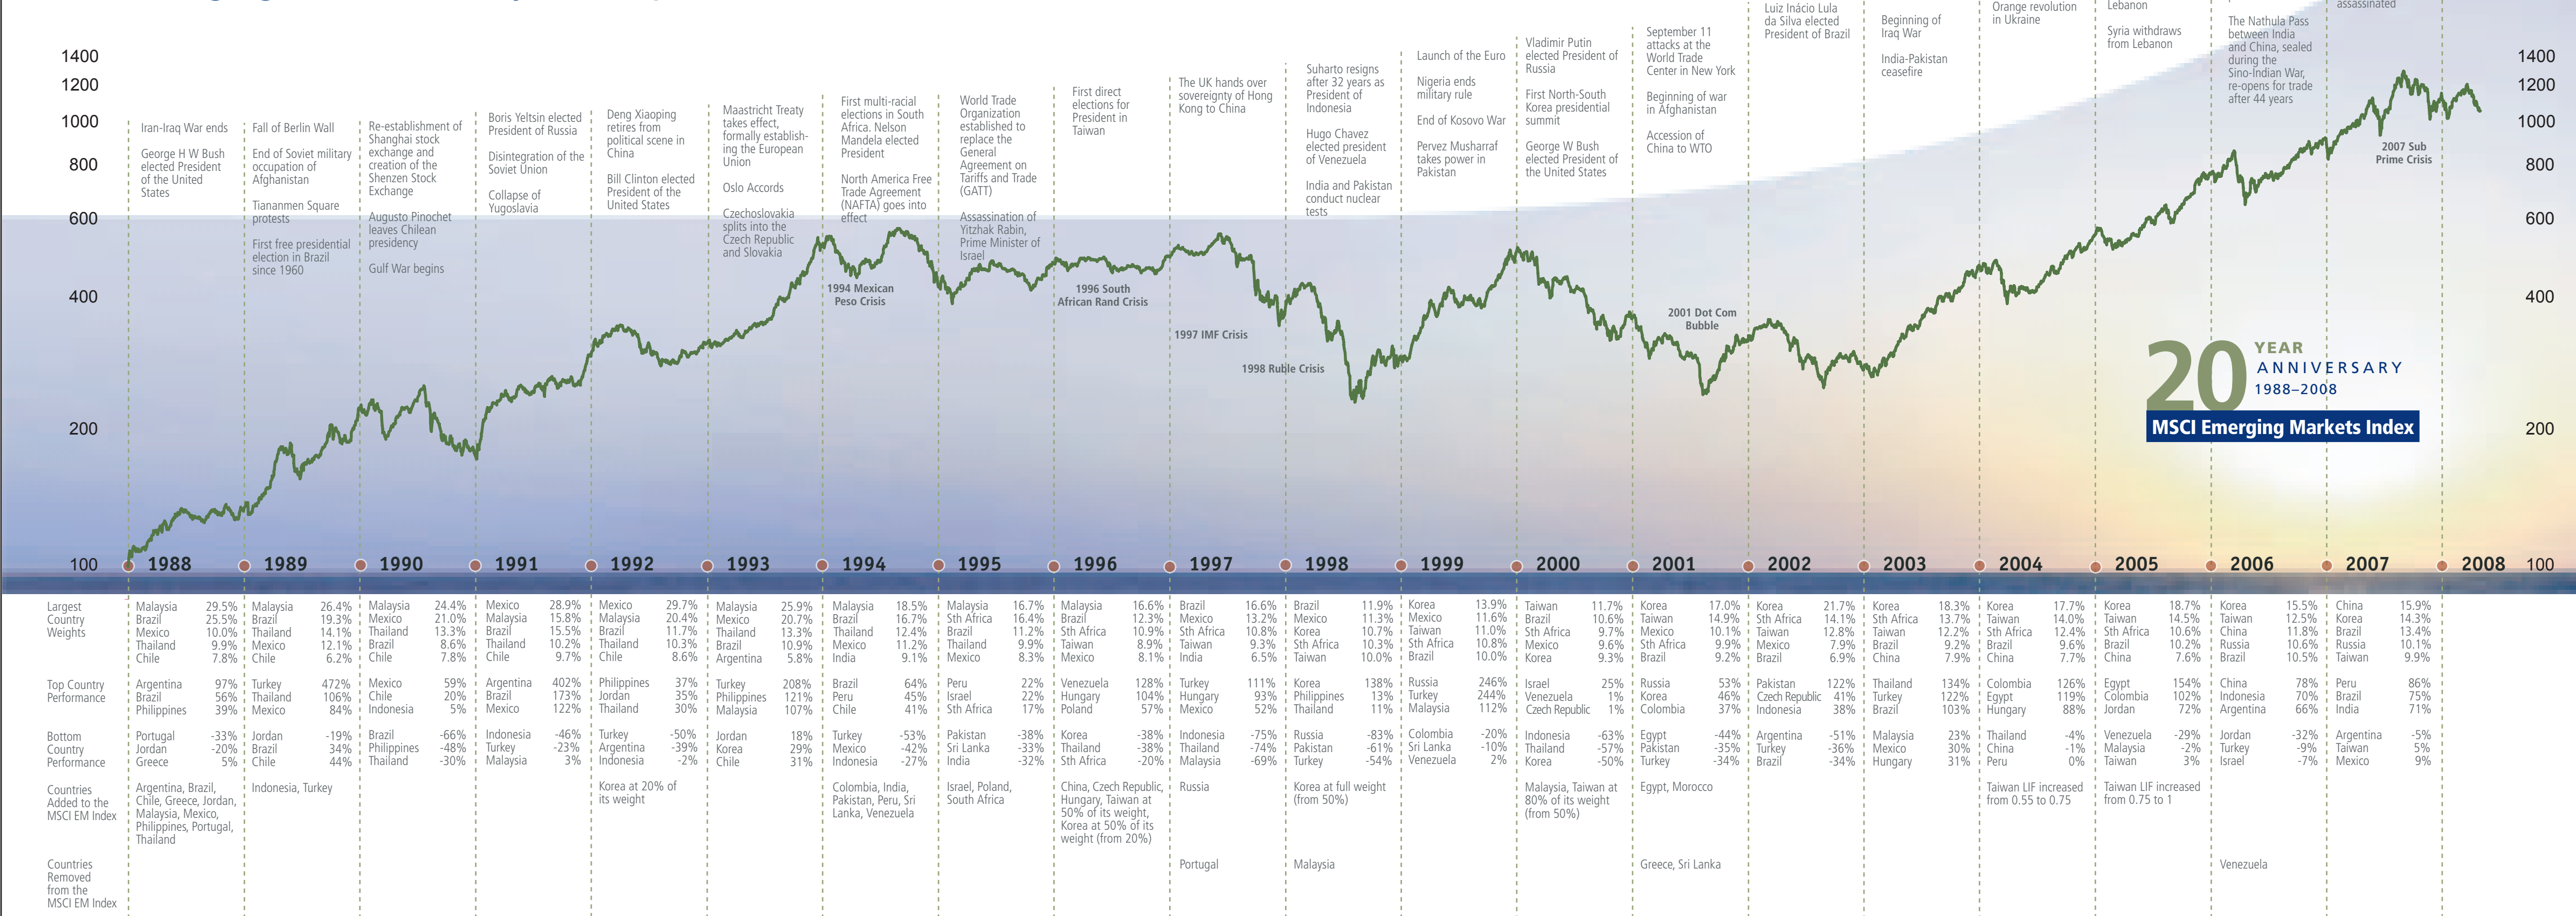 1400
1200
1000
800
600
400
200
100
Iran-Iraq War ends
George H W Bush
elected President
of the United
States
Fall of Berlin Wall
End of Soviet military
occupation of
Afghanistan
Tiananmen Square
protests
First free presidential
election in Brazil
since 1960
Re-establishment of
Shanghai stock
exchange and
creation of the
Shenzen Stock
Exchange
Augusto Pinochet
leaves Chilean
presidency
Gulf War begins
Boris Yeltsin elected
President of Russia
Disintegration of the
Soviet Union
Collapse of
Yugoslavia
Deng Xiaoping
retires from
political scene in
China
Bill Clinton elected
President of the
United States
Maastricht Treaty
takes effect,
formally establish-
ing the European
Union
Oslo Accords
Czechoslovakia
splits into the
Czech Republic
and Slovakia
First multi-racial
elections in South
Africa. Nelson
Mandela elected
President
North America Free
Trade Agreement
(NAFTA) goes into
effect
World Trade
Organization
established to
replace the
General
Agreement on
Tariffs and Trade
(GATT)
Assassination of
Yitzhak Rabin,
Prime Minister of
Israel
First direct
elections for
President in
Taiwan
The UK hands over
sovereignty of Hong
Kong to China
Suharto resigns
after 32 years as
President of
Indonesia
Hugo Chavez
elected president
of Venezuela
India and Pakistan
conduct nuclear
tests
Launch of the Euro
Nigeria ends
military rule
End of Kosovo War
Pervez Musharraf
takes power in
Pakistan
Vladimir Putin
elected President of
Russia
First North-South
Korea presidential
summit
George W Bush
elected President of
the United States
September 11
attacks at the
World Trade
Center in New York
Beginning of war
in Afghanistan
Accession of
China to WTO
Luiz Inácio Lula
da Silva elected
President of Brazil
Beginning of
Iraq War
India-Pakistan
ceasefire
Orange revolution
in Ukraine
Lebanon
Syria withdraws
from Lebanon
The Nathula Pass
between India
and China, sealed
during the
Sino-Indian War,
re-opens for trade
after 44 years
assassinated
1400
1200
1000
800
600
400
200
100
1994 Mexican
Peso Crisis
1996 South
African Rand Crisis
1997 IMF Crisis
1998 Ruble Crisis
2001 Dot Com
Bubble
2007 Sub
Prime Crisis
20 YEAR
ANNIVERSARY
1988–2008
MSCI Emerging Markets Index
1988 1989 1990 1991 1992 1993 1994 1995 1996 1997 1998 1999 2000 2001 2002 2003 2004 2005 2006 2007 2008
Largest
Country
Weights
Malaysia 29.5%
Brazil 25.5%
Mexico 10.0%
Thailand 9.9%
Chile 7.8%
Malaysia 26.4%
Brazil 19.3%
Thailand 14.1%
Mexico 12.1%
Chile 6.2%
Malaysia 24.4%
Mexico 21.0%
Thailand 13.3%
Brazil 8.6%
Chile 7.8%
Mexico 28.9%
Malaysia 15.8%
Brazil 15.5%
Thailand 10.2%
Chile 9.7%
Mexico 29.7%
Malaysia 20.4%
Brazil 11.7%
Thailand 10.3%
Chile 8.6%
Malaysia 25.9%
Mexico 20.7%
Thailand 13.3%
Brazil 10.9%
Argentina 5.8%
Malaysia 18.5%
Brazil 16.7%
Thailand 12.4%
Mexico 11.2%
India 9.1%
Malaysia 16.7%
Sth Africa 16.4%
Brazil 11.2%
Thailand 9.9%
Mexico 8.3%
Malaysia 16.6%
Brazil 12.3%
Sth Africa 10.9%
Taiwan 8.9%
Mexico 8.1%
Brazil 16.6%
Mexico 13.2%
Sth Africa 10.8%
Taiwan 9.3%
India 6.5%
Brazil 11.9%
Mexico 11.3%
Korea 10.7%
Sth Africa 10.3%
Taiwan 10.0%
Korea 13.9%
Mexico 11.6%
Taiwan 11.0%
Sth Africa 10.8%
Brazil 10.0%
Taiwan 11.7%
Brazil 10.6%
Sth Africa 9.7%
Mexico 9.6%
Korea 9.3%
Korea 17.0%
Taiwan 14.9%
Mexico 10.1%
Sth Africa 9.9%
Brazil 9.2%
Korea 21.7%
Sth Africa 14.1%
Taiwan 12.8%
Mexico 7.9%
Brazil 6.9%
Korea 18.3%
Sth Africa 13.7%
Taiwan 12.2%
Brazil 9.2%
China 7.9%
Korea 17.7%
Taiwan 14.0%
Sth Africa 12.4%
Brazil 9.6%
China 7.7%
Korea 18.7%
Taiwan 14.5%
Sth Africa 10.6%
Brazil 10.2%
China 7.6%
Korea 15.5%
Taiwan 12.5%
China 11.8%
Russia 10.6%
Brazil 10.5%
China 15.9%
Korea 14.3%
Brazil 13.4%
Russia 10.1%
Taiwan 9.9%
Top Country
Performance
Argentina 97%
Brazil 56%
Philippines 39%
Turkey 472%
Thailand 106%
Mexico 84%
Mexico 59%
Chile 20%
Indonesia 5%
Argentina 402%
Brazil 173%
Mexico 122%
Philippines 37%
Jordan 35%
Thailand 30%
Turkey 208%
Philippines 121%
Malaysia 107%
Brazil 64%
Peru 45%
Chile 41%
Peru 22%
Israel 22%
Sth Africa 17%
Venezuela 128%
Hungary 104%
Poland 57%
Turkey 111%
Hungary 93%
Mexico 52%
Korea 138%
Philippines 13%
Thailand 11%
Russia 246%
Turkey 244%
Malaysia 112%
Israel 25%
Venezuela 1%
Czech Republic 1%
Russia 53%
Korea 46%
Colombia 37%
Pakistan 122%
Czech Republic 41%
Indonesia 38%
Thailand 134%
Turkey 122%
Brazil 103%
Colombia 126%
Egypt 119%
Hungary 88%
Egypt 154%
Colombia 102%
Jordan 72%
China 78%
Indonesia 70%
Argentina 66%
Peru 86%
Brazil 75%
India 71%
Bottom
Country
Performance
Portugal -33%
Jordan -20%
Greece 5%
Jordan -19%
Brazil 34%
Chile 44%
Brazil -66%
Philippines -48%
Thailand -30%
Indonesia -46%
Turkey -23%
Malaysia 3%
Turkey -50%
Argentina -39%
Indonesia -2%
Jordan 18%
Korea 29%
Chile 31%
Turkey -53%
Mexico -42%
Indonesia -27%
Pakistan -38%
Sri Lanka -33%
India -32%
Korea -38%
Thailand -38%
Sth Africa -20%
Indonesia -75%
Thailand -74%
Malaysia -69%
Russia -83%
Pakistan -61%
Turkey -54%
Colombia -20%
Sri Lanka -10%
Venezuela 2%
Indonesia -63%
Thailand -57%
Korea -50%
Egypt -44%
Pakistan -35%
Turkey -34%
Argentina -51%
Turkey -36%
Brazil -34%
Malaysia 23%
Mexico 30%
Hungary 31%
Thailand -4%
China -1%
Peru 0%
Venezuela -29%
Malaysia -2%
Taiwan 3%
Jordan -32%
Turkey -9%
Israel -7%
Argentina -5%
Taiwan 5%
Mexico 9%
Countries
Added to the
MSCI EM Index
Argentina, Brazil,
Chile, Greece, Jordan,
Malaysia, Mexico,
Philippines, Portugal,
Thailand
Indonesia, Turkey
Korea at 20% of
its weight
Colombia, India,
Pakistan, Peru, Sri
Lanka, Venezuela
Israel, Poland,
South Africa
China, Czech Republic,
Hungary, Taiwan at
50% of its weight,
Korea at 50% of its
weight (from 20%)
Russia
Korea at full weight
(from 50%)
Malaysia, Taiwan at
80% of its weight
(from 50%)
Egypt, Morocco
Taiwan LIF increased
from 0.55 to 0.75
Taiwan LIF increased
from 0.75 to 1
Countries
Removed
from the
MSCI EM Index
Portugal
Malaysia
Greece, Sri Lanka
Venezuela